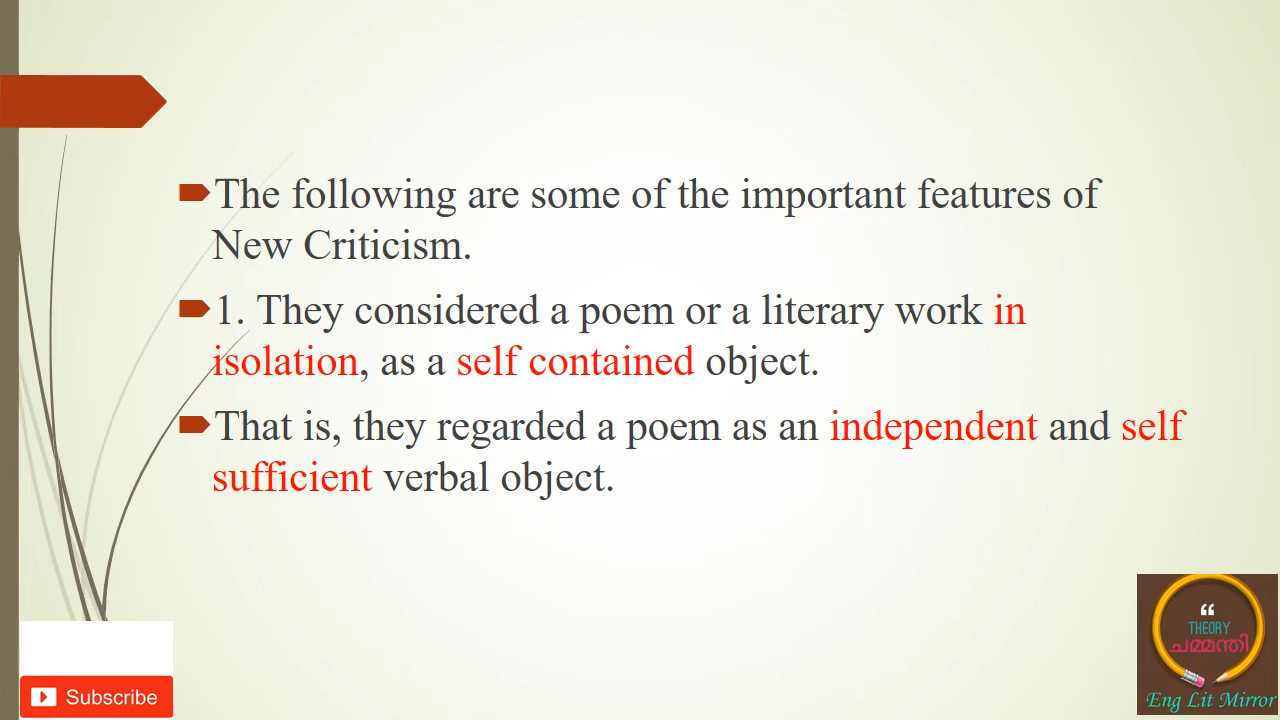 The following are some of the important features of
New Criticism.
1. They considered a poem or a literary work in
isolation, as a self contained object.
That is, they regarded a poem as an independent and self
sufficient verbal object.
Subscribe
“
THEORY
ചമ്മന്തി
Eng Lit Mirror